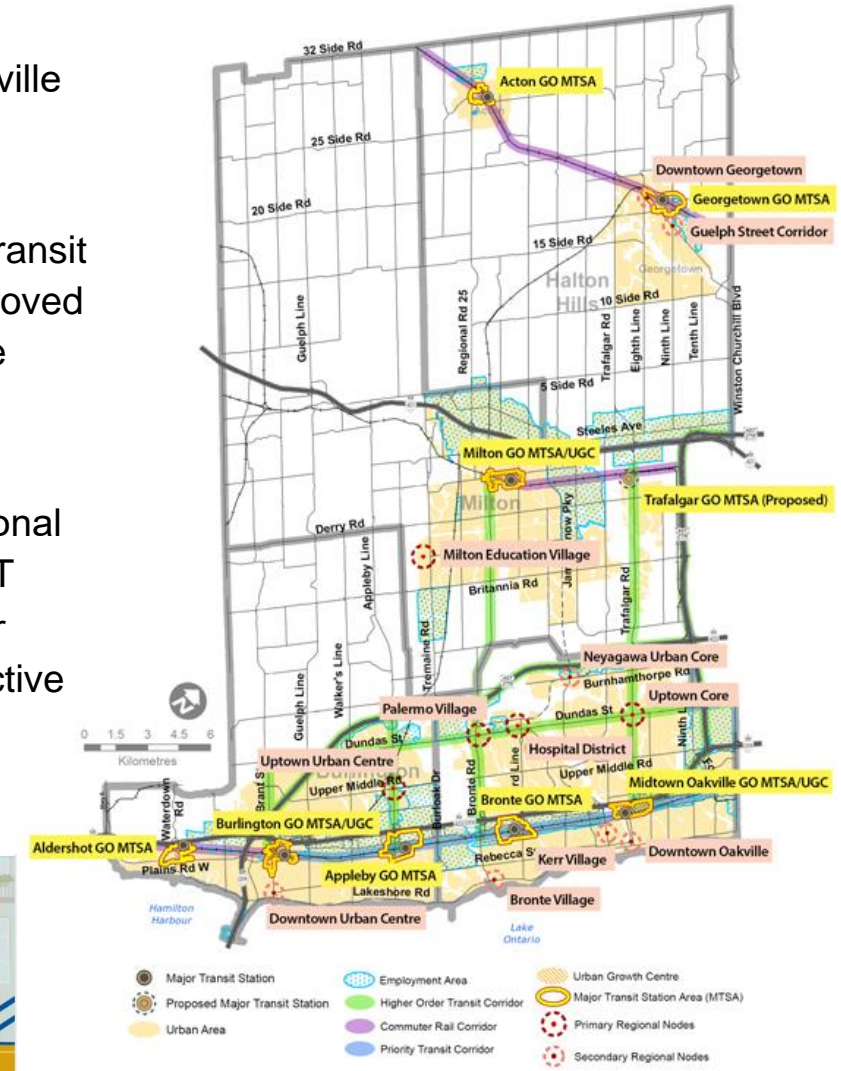 ville
ransit
oved
e
onal
T
r
ctive
32 Side Rd
Acton GO MTSA
25 Side Rd
Downtown Georgetown
Georgetown GO MTSA
20 Side Rd
Guelph Street Corridor
15 Side Rd
Georgetown
Halton
Hills
10 Side Rd
Guelph Line
Regional Rd 25
Trafalgar Rd
Eighth Line
Ninth Line
Tenth Line
Winston Churchill Blvd
5 Side Rd
Steeles Ave
Milton GO MTSA/UGC
Milton
Trafalgar GO MTSA (Proposed)
Derry Rd
Appleby Line
Milton Education Village
Britannia Rd
Trafalgar Rd
Tremaine Rd
Neyagawa Urban Core
Burnhamthorpe Rd
Guelph Line
Walker's Line
Palermo Village
Uptown Core
Dundas St
Dundas St
0 1.5 3 4.5 6
Kilometres
Uptown Urban Centre
Hospital District
Upper Middle Rd
Upper Middle Rd
Bronte Rd
Burloak Dr
Midtown Oakville GO MTSA/UGC
Bronte GO MTSA
Waterdown
Rd
Burlington GO MTSA/UGC
Aldershot GO MTSA
Plains Rd W
Appleby GO MTSA
Rebecca
Kerr Village
Downtown Oakville
Lakeshore Rd
Bronte Village
Downtown Urban Centre
Hamilton
Harbour
Lake
Ontario
Major Transit Station
Proposed Major Transit Station
Urban Area
Employment Area
Higher Order Transit Corridor
Commuter Rail Corridor
Priority Transit Corridor
Urban Growth Centre
Major Transit Station Area (MTSA)
Primary Regional Nodes
Secondary Regional Nodes